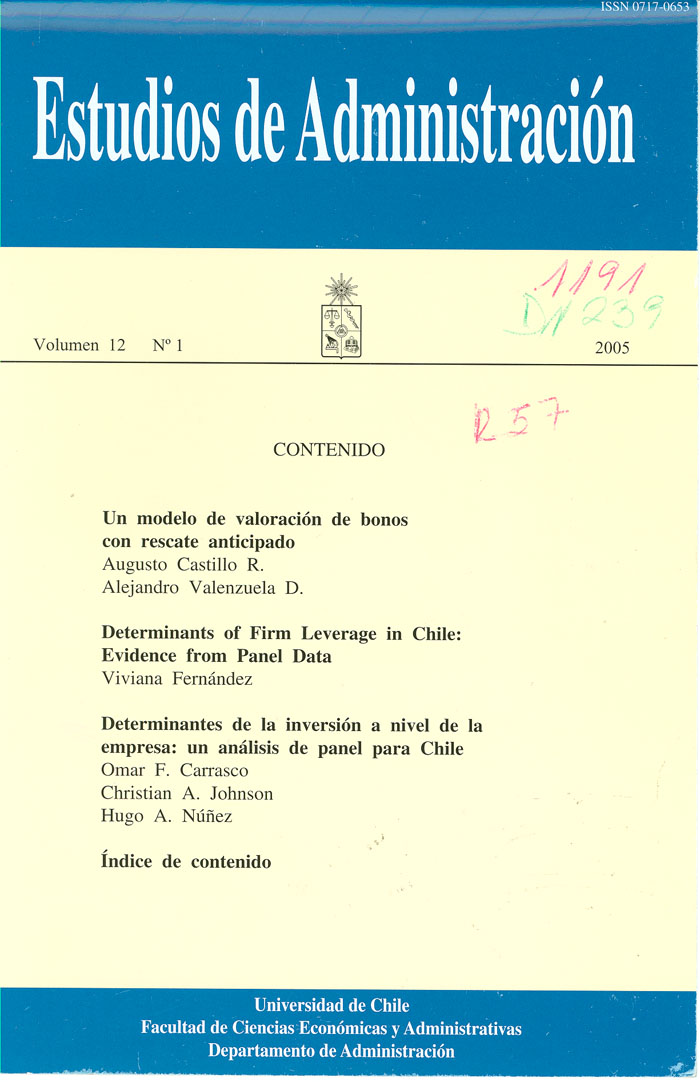 ISSN 0717-0653
Estudios de Administración
1191
D1 239
Volumen 12 Nº 1
2005
R 57
CONTENIDO
Un modelo de valoración de bonos
con rescate anticipado
Augusto Castillo R.
Alejandro Valenzuela D.
Determinants of Firm Leverage in Chile:
Evidence from Panel Data
Viviana Fernández
Determinantes de la inversión a nivel de la
empresa: un análisis de panel para Chile
Omar F. Carrasco
Christian A. Johnson
Hugo A. Núñez
Índice de contenido
Universidad de Chile
Facultad de Ciencias Económicas y Administrativas
Departamento de Administración